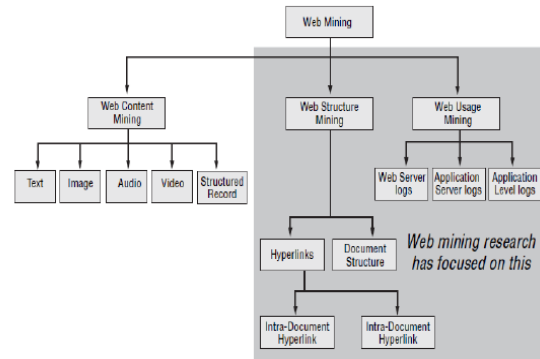 Web Mining
Web Content
Mining
Web Structure
Mining
Web Usage
Mining
Text
Image
Audio
Video
Structured
Record
Web Server
logs
Application
Server logs
Application
Level logs
Hyperlinks
Document
Structure
Web mining research
has focused on this
Intra-Document
Hyperlink
Intra-Document
Hyperlink